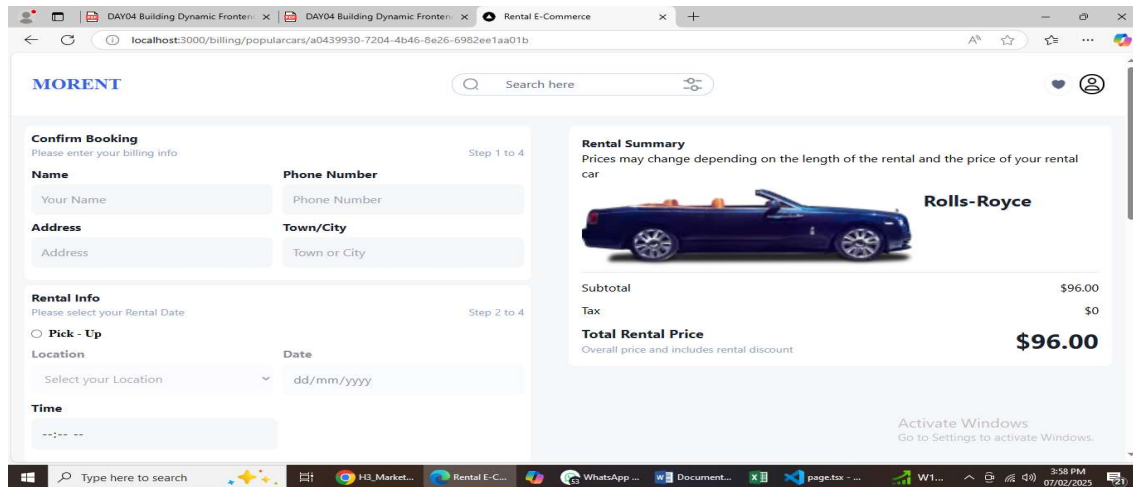 DAY04 Building Dynamic Fronten
DAY04 Building Dynamic Fronten
Rental E-Commerce
localhost:3000/billing/popularcars/a0439930-7204-4b46-8e26-6982ee1aa01b
MORENT
Search here
Confirm Booking
Please enter your billing info
Step 1 to 4
Name
Phone Number
Your Name
Phone Number
Address
Town/City
Address
Town or City
Rental Info
Please select your Rental Date
Step 2 to 4
Pick - Up
Location
Date
Select your Location
dd/mm/yyyy
Time
--:-- --
Rental Summary
Prices may change depending on the length of the rental and the price of your rental
car
Rolls-Royce
Subtotal
$96.00
Tax
$0
Total Rental Price
Overall price and includes rental discount
$96.00
Activate Windows
Go to Settings to activate Windows.
Type here to search
H3_Market...
Rental E-C...
WhatsApp ...
Document...
page.tsx - ...
W1...
3:58 PM
07/02/2025